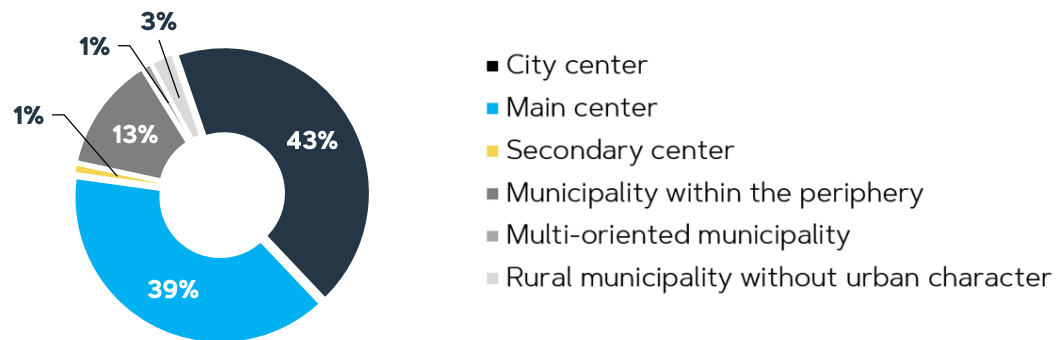 3%
1%
1%
13%
43%
39%
City center
Main center
Secondary center
Municipality within the periphery
Multi-oriented municipality
Rural municipality without urban character